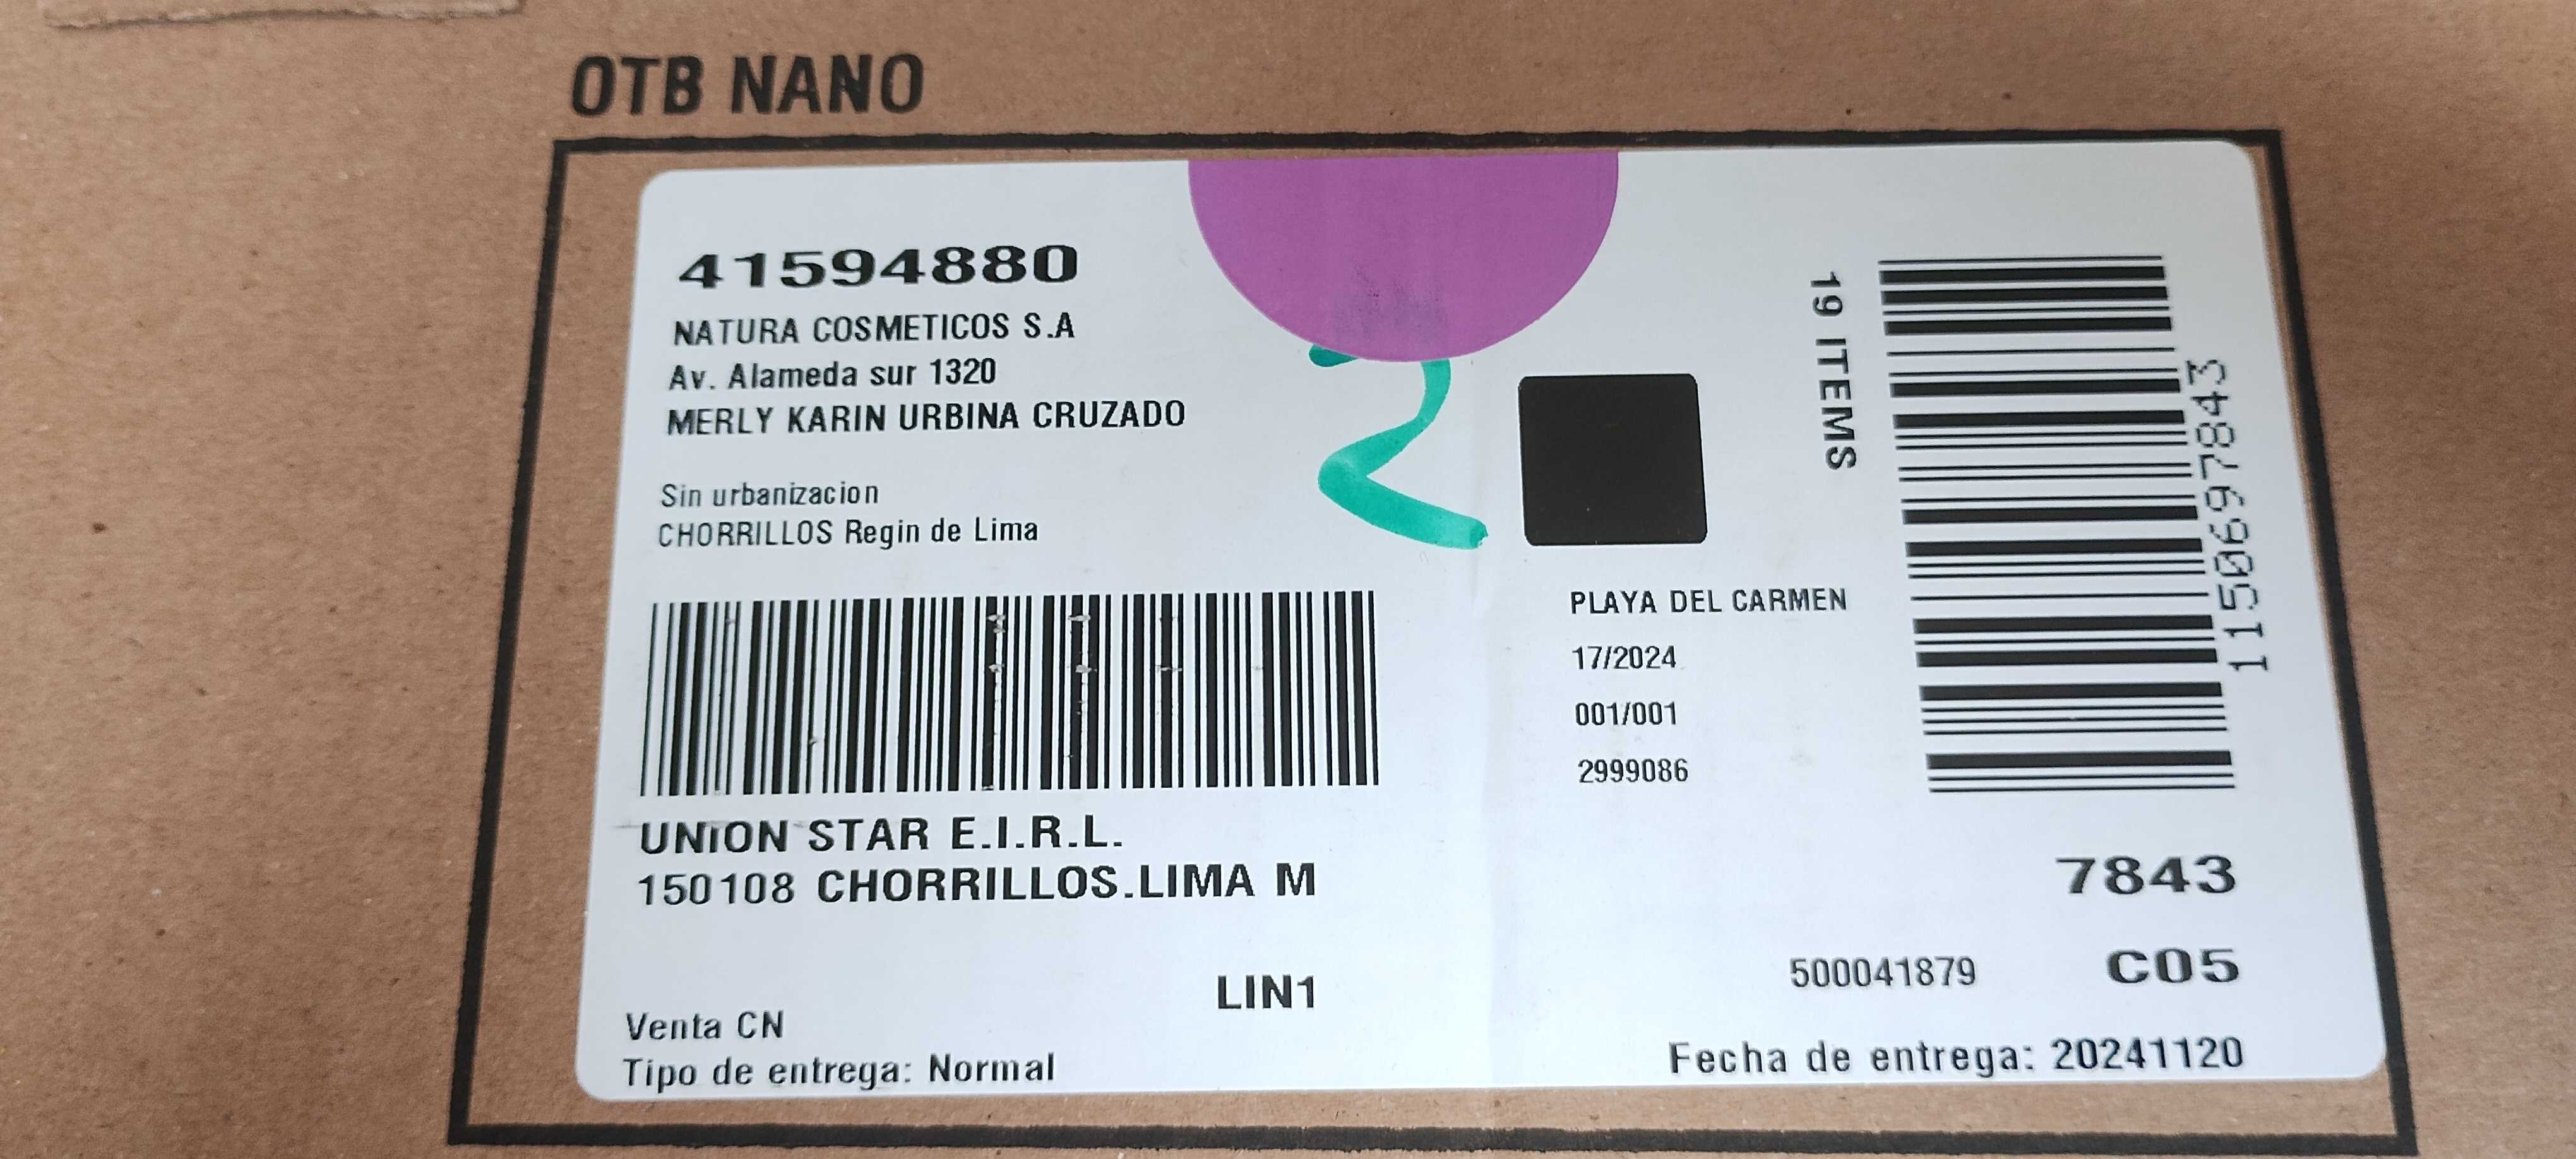 OTB NANO
41594880
NATURA COSMETICOS S.A
Av. Alameda sur 1320
MERLY KARIN URBINA CRUZADO
Sin urbanizacion
CHORRILLOS Regin de Lima
UNION STAR E.I.R.L.
150108 CHORRILLOS.LIMA M
LIN1
Venta CN
Tipo de entrega: Normal
2
19 ITEMS
1150697843
PLAYA DEL CARMEN
17/2024
001/001
2999086
7843
500041879 C05
Fecha de entrega: 20241120